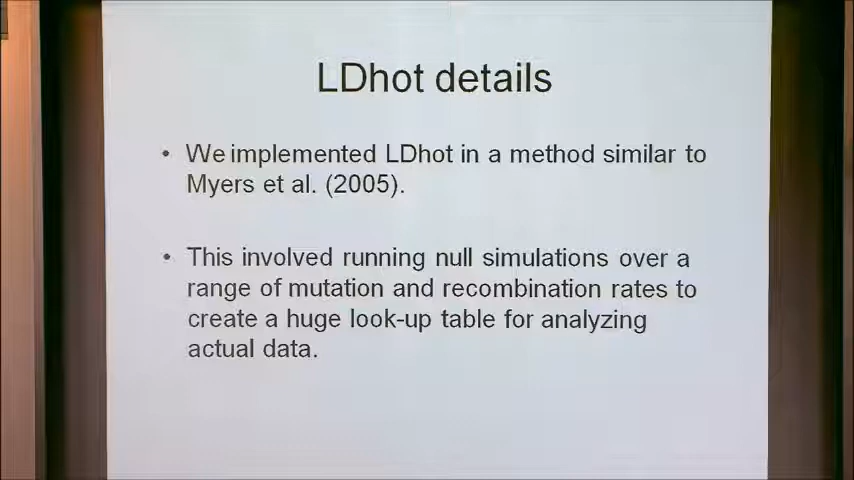 LDhot details
• We implemented LDhot in a method similar to
Myers et al. (2005).
• This involved running null simulations over a
range of mutation and recombination rates to
create a huge look-up table for analyzing
actual data.